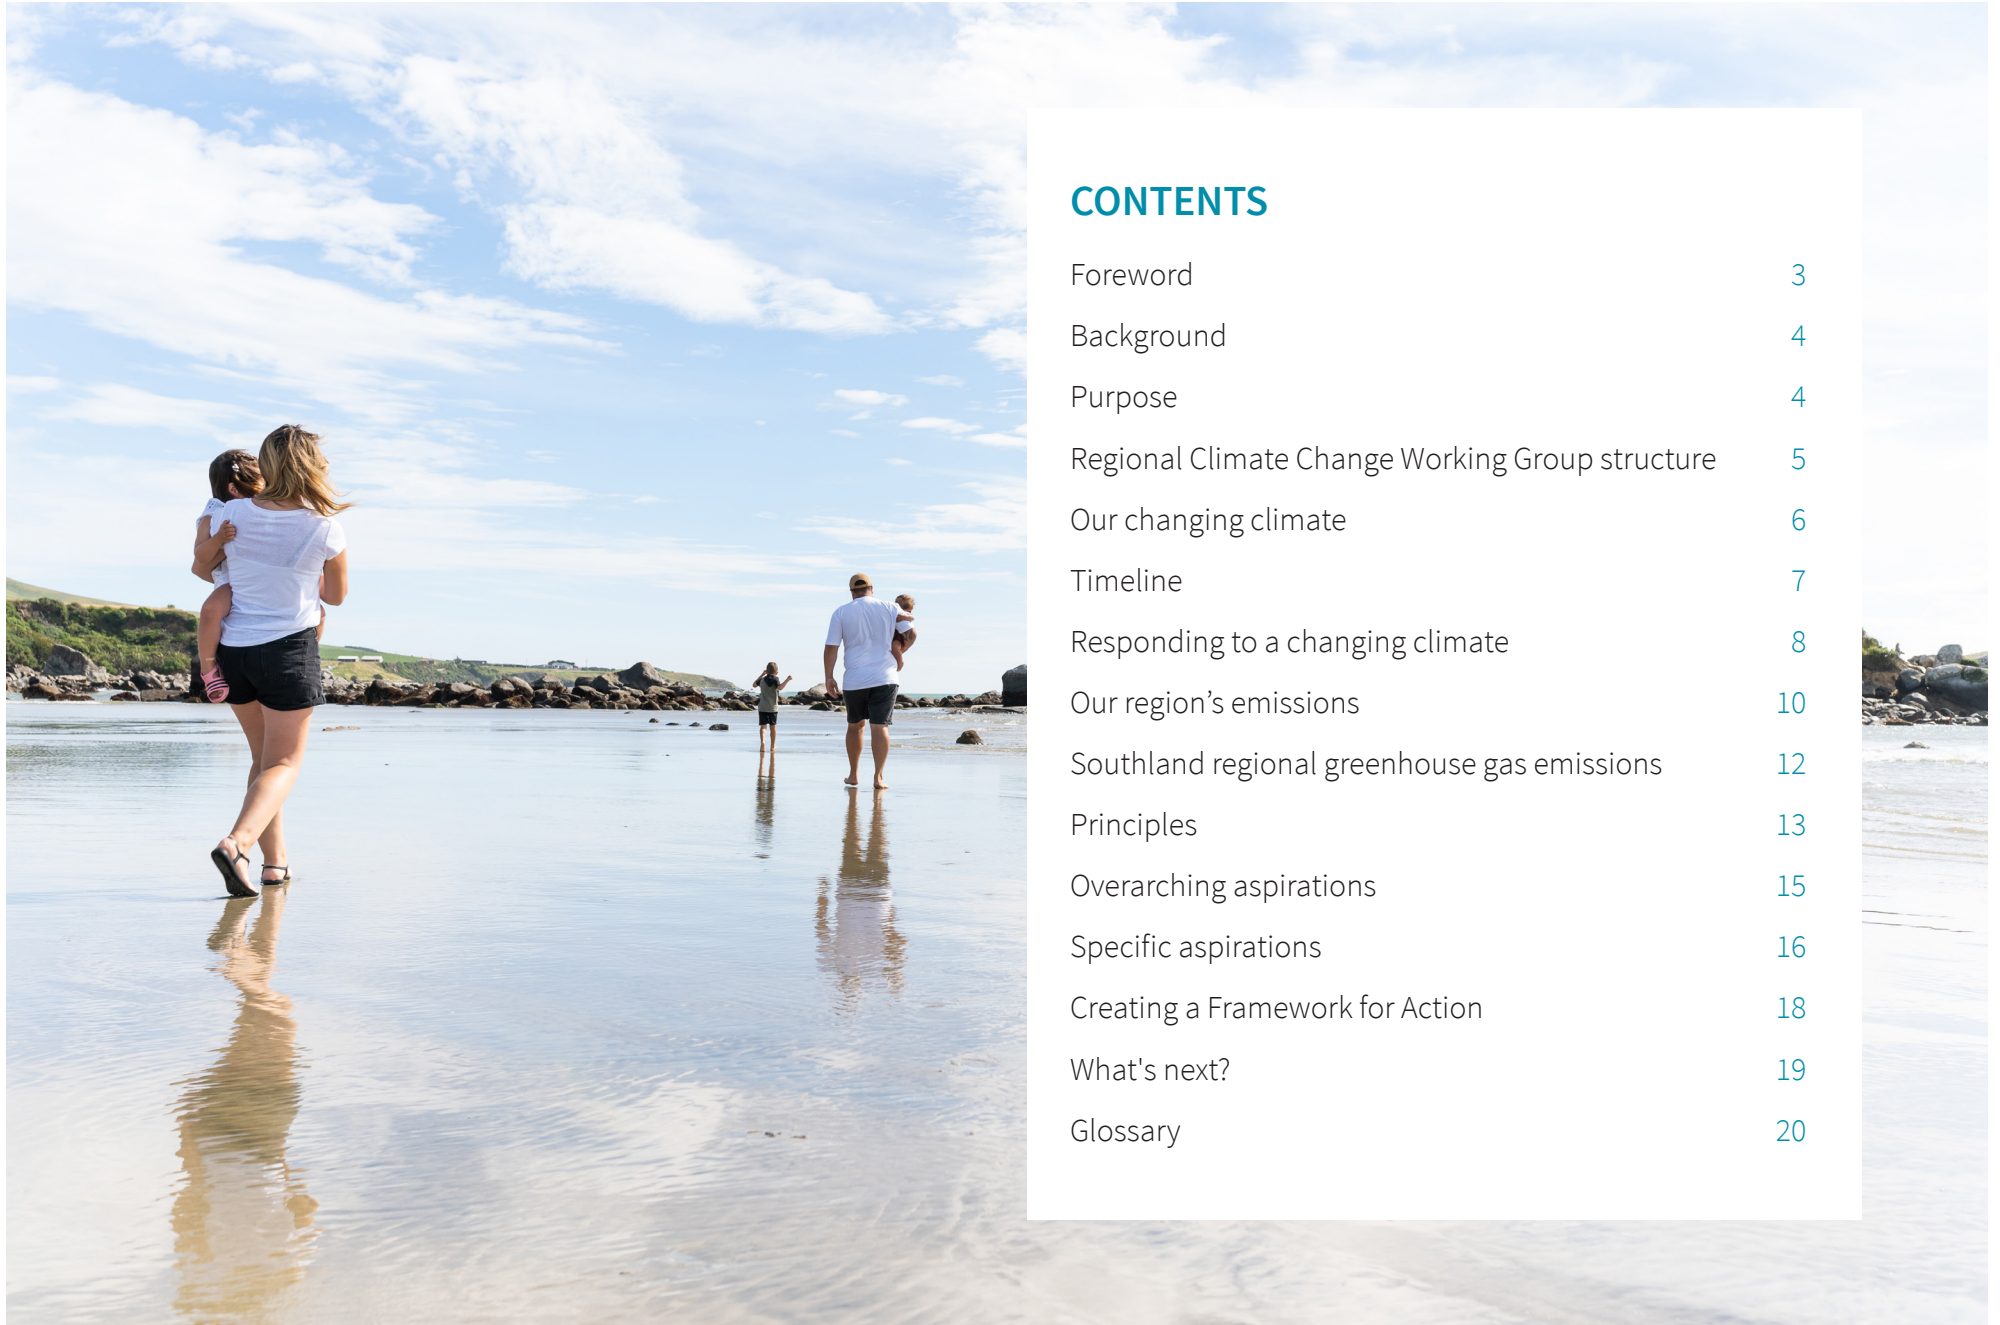 CONTENTS
Foreword 3
Background 4
Purpose 4
Regional Climate Change Working Group structure 5
Our changing climate 6
Timeline 7
Responding to a changing climate 8
Our region’s emissions 10
Southland regional greenhouse gas emissions 12
Principles 13
Overarching aspirations 15
Specific aspirations 16
Creating a Framework for Action 18
What's next? 19
Glossary 20